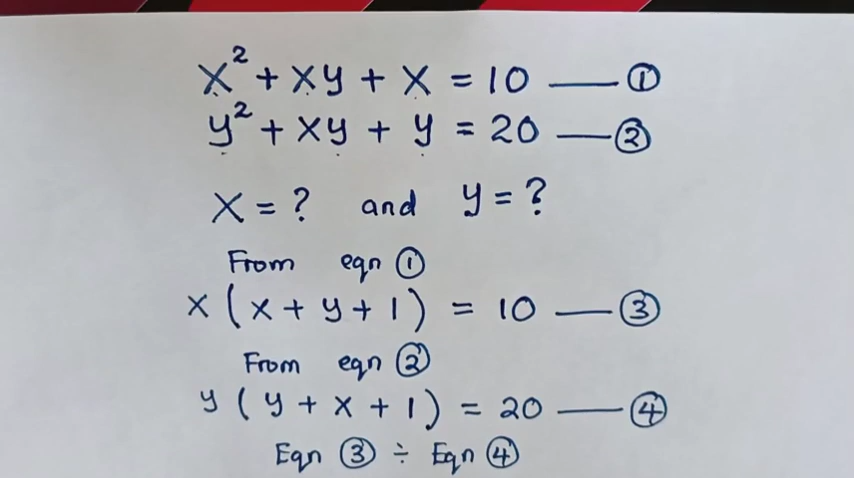 x² + xy + x = 10 —— ①
y² + xy + y = 20 —— ②
x = ? and y = ?
From eqn ①
x ( x + y + 1 ) = 10 —— ③
From eqn ②
y ( y + x + 1 ) = 20 —— ④
Eqn ③ ÷ Eqn ④